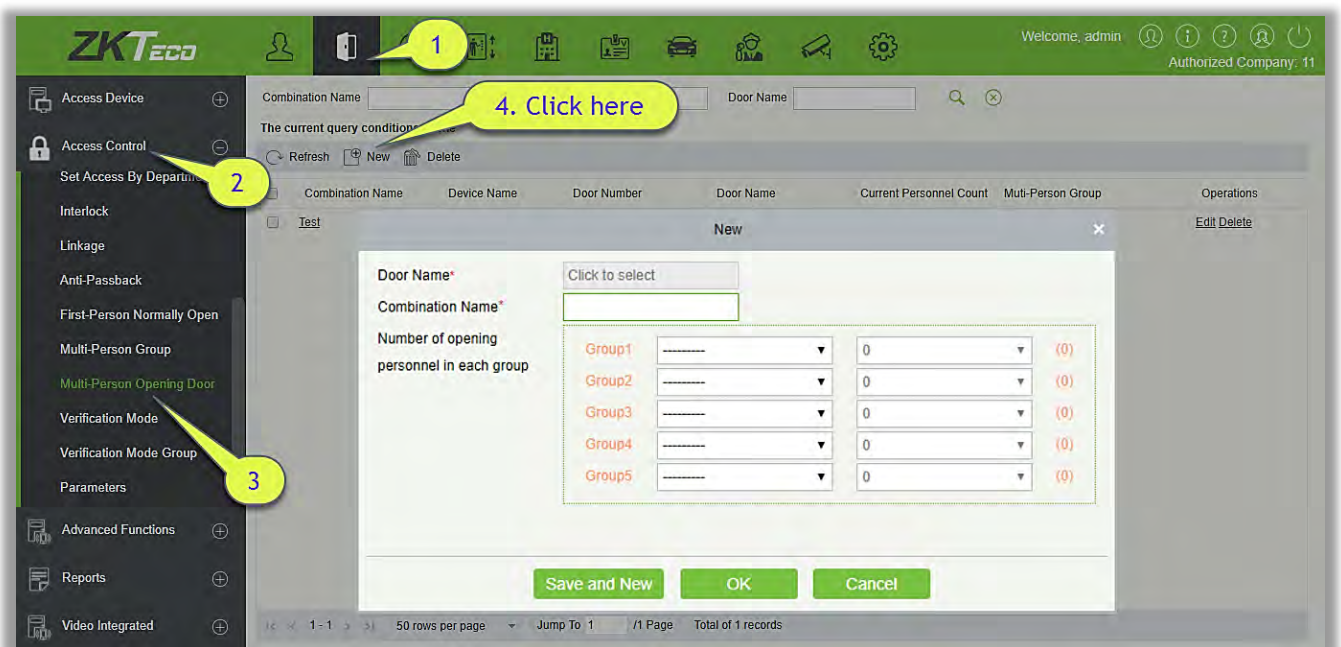 ZKTECO
Welcome, admin
Authorized Company: 11
1
Access Device
Access Control
Set Access By Departme
2
Interlock
Linkage
Anti-Passback
First-Person Normally Open
Multi-Person Group
Multi-Person Opening Door
Verification Mode
Verification Mode Group
3
Parameters
Advanced Functions
Reports
Video Integrated
Combination Name
Door Name
4. Click here
The current query conditions
Refresh New Delete
Combination Name Device Name Door Number Door Name Current Personnel Count Muti-Person Group Operations
Test Edit Delete
New
Door Name* Click to select
Combination Name*
Number of opening
personnel in each group
Group1 --------- 0 (0)
Group2 --------- 0 (0)
Group3 --------- 0 (0)
Group4 --------- 0 (0)
Group5 --------- 0 (0)
Save and New OK Cancel
1-1 50 rows per page Jump To 1 /1 Page Total of 1 records